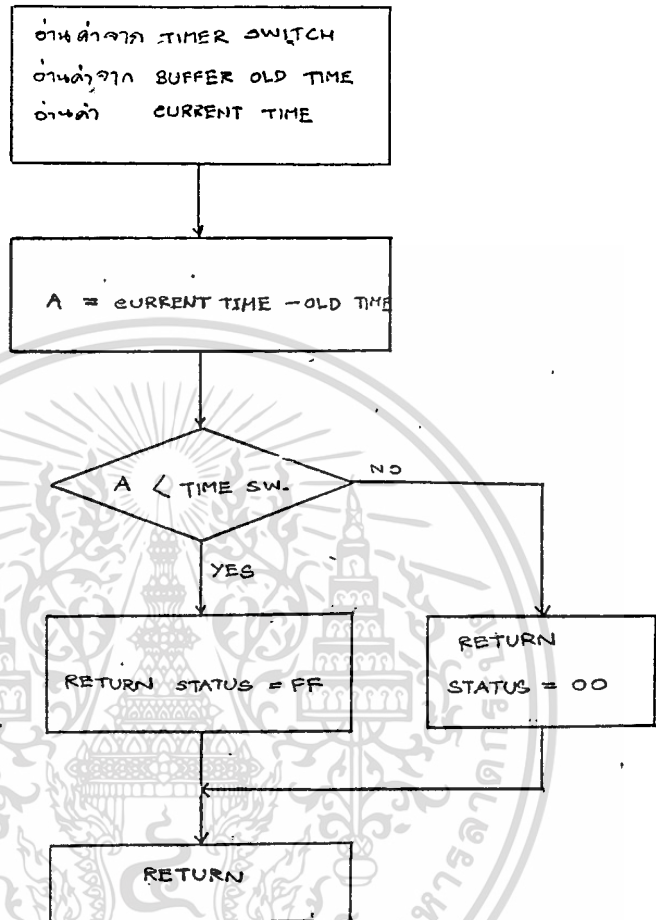 อ่านค่าจาก TIMER SWITCH
อ่านค่าจาก BUFFER OLD TIME
อ่านค่า CURRENT TIME
A = CURRENT TIME - OLD TIME
A < TIME SW.
NO
YES
RETURN STATUS = FF
RETURN
STATUS = 00
RETURN